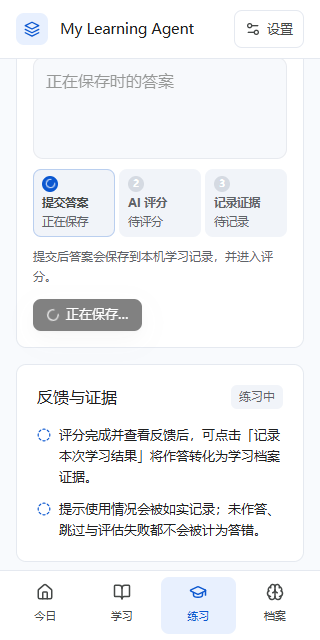 My Learning Agent
设置
正在保存时的答案
2
3
提交答案
AI 评分
记录证据
正在保存
待评分
待记录
提交后答案会保存到本机学习记录，并进入评
分。
正在保存...
反馈与证据
练习中
评分完成并查看反馈后，可点击「记录
本次学习结果」将作答转化为学习档案
证据。
提示使用情况会被如实记录；未作答、
跳过与评估失败都不会被计为答错。
今日
学习
练习
档案